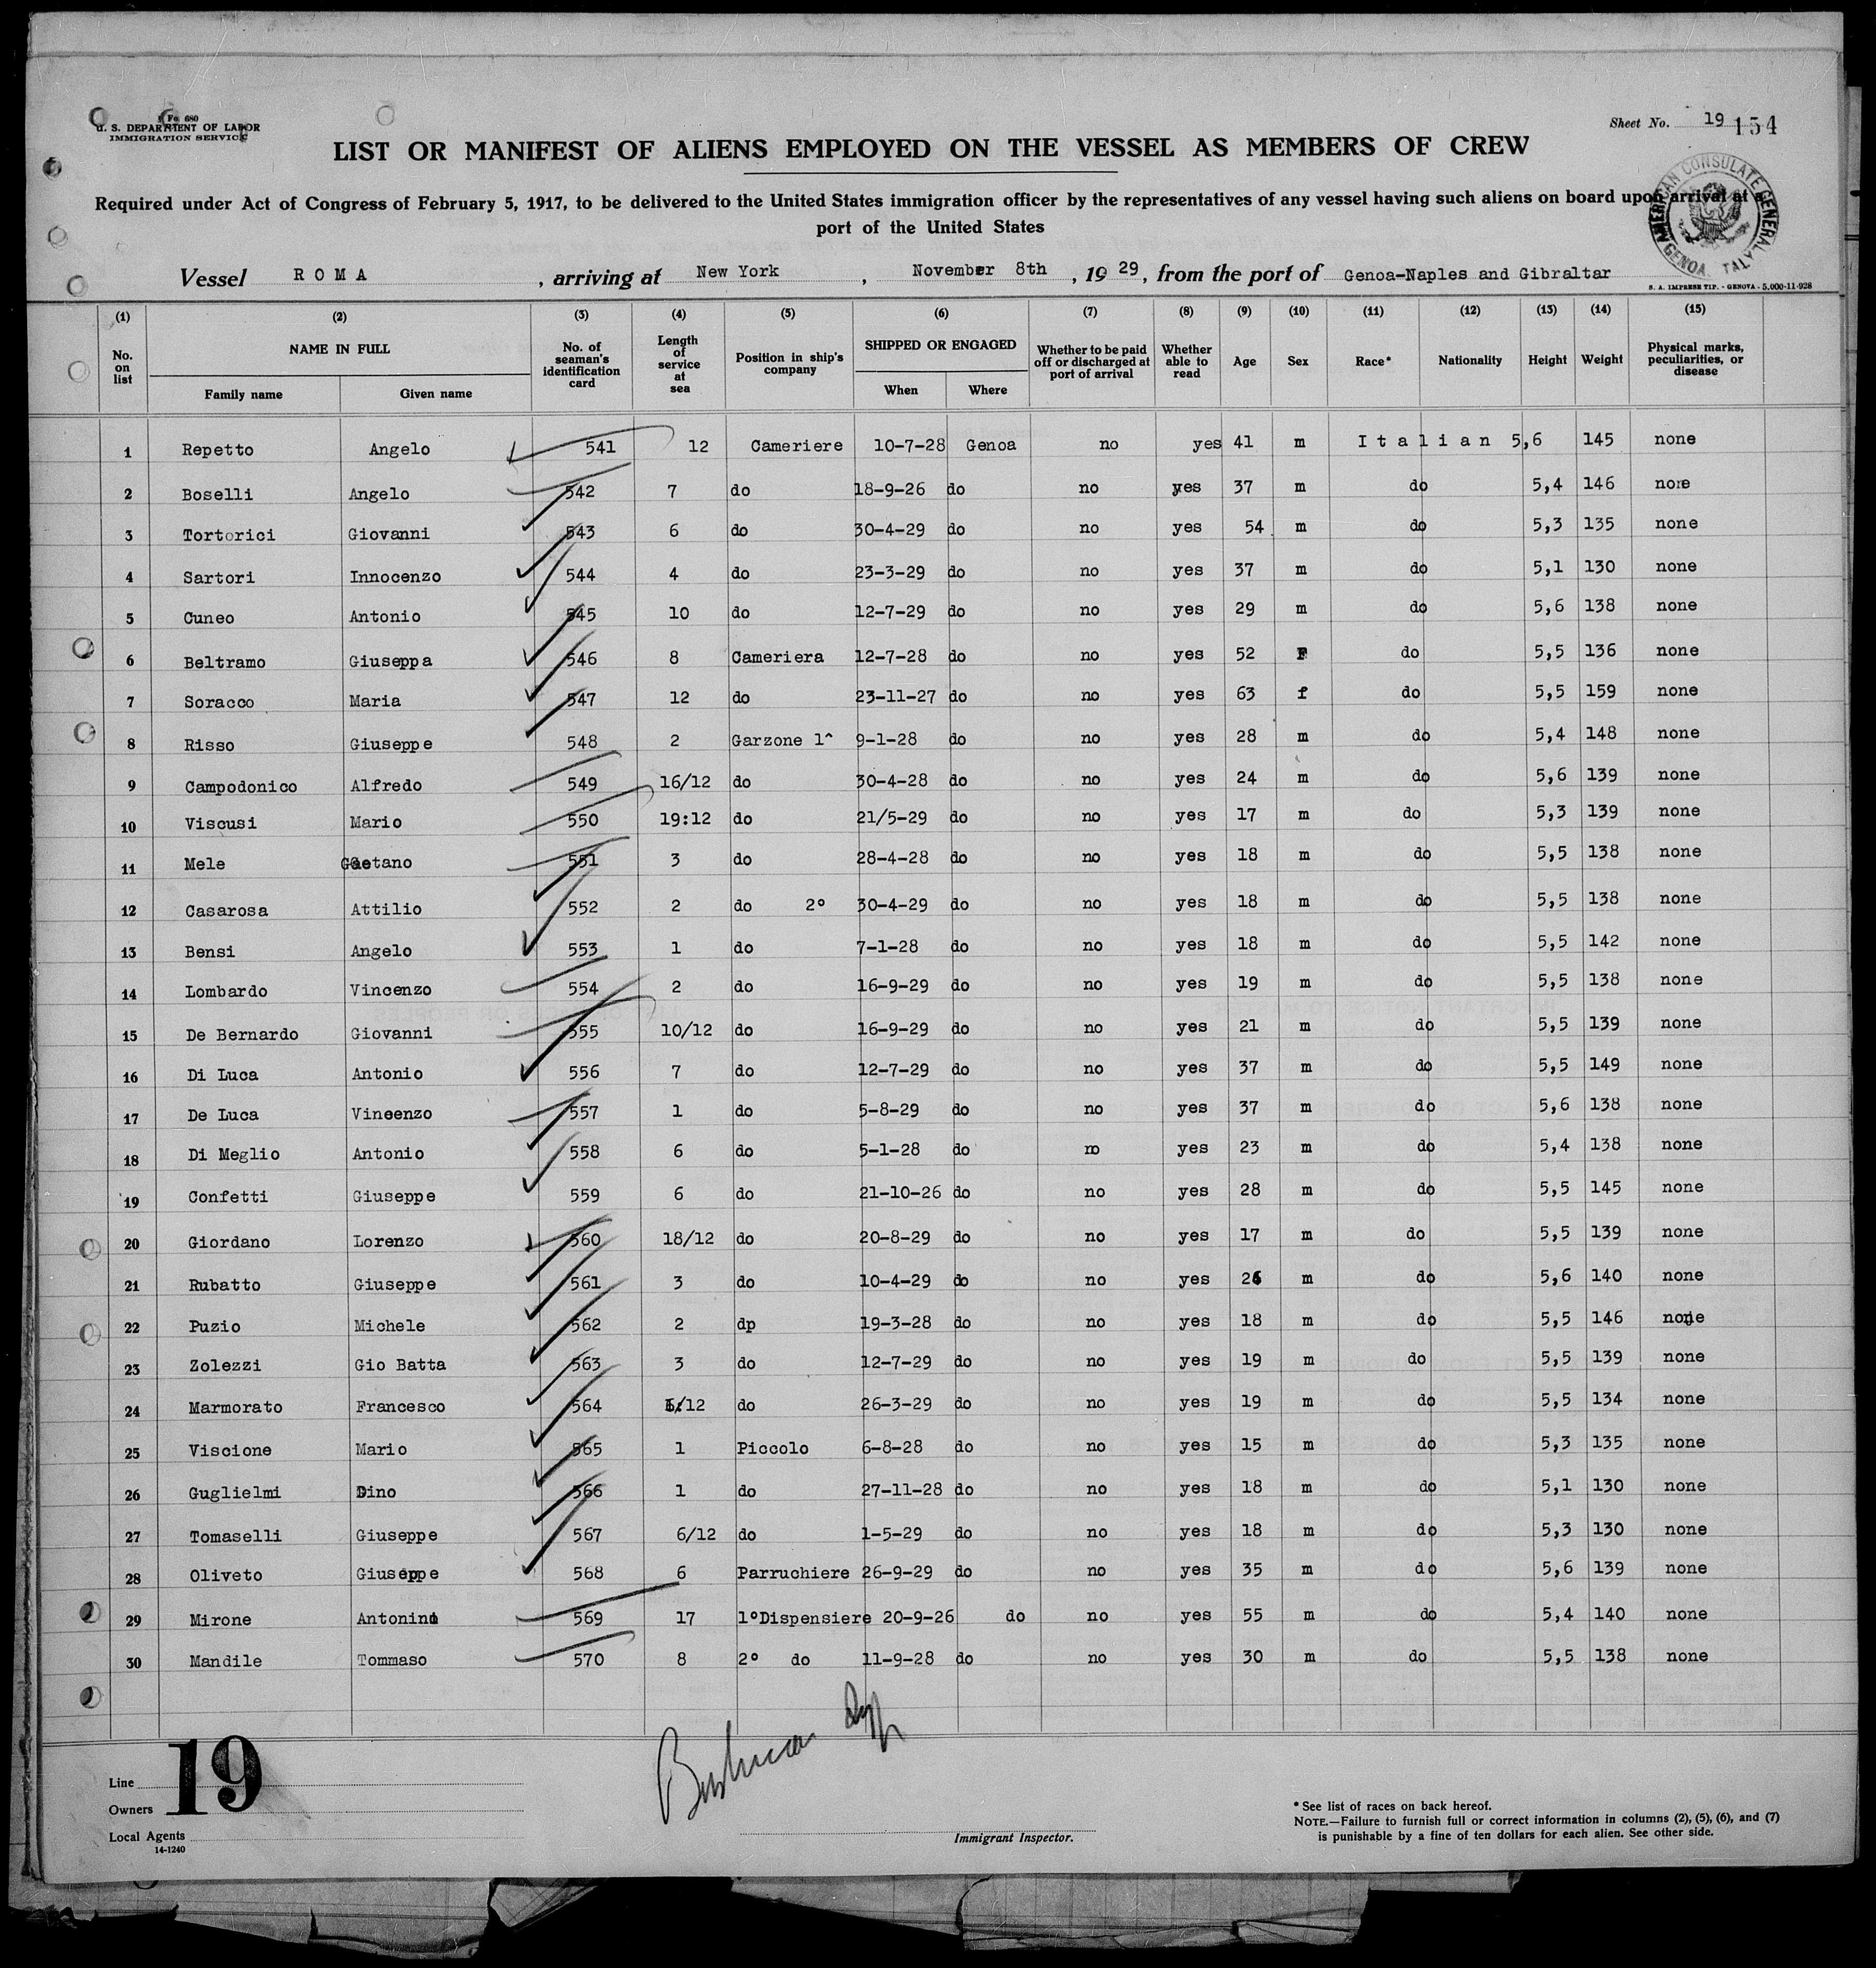 Fo. 680
U. S. DEPARTMENT OF LABOR
IMMIGRATION SERVICE
Sheet No. 19 154
LIST OR MANIFEST OF ALIENS EMPLOYED ON THE VESSEL AS MEMBERS OF CREW
Required under Act of Congress of February 5, 1917, to be delivered to the United States immigration officer by the representatives of any vessel having such aliens on board upon arrival at a
port of the United States
AMERICAN CONSULATE GENERAL GENOA, ITALY
Vessel ROMA, arriving at New York, November 8th, 1929, from the port of Genoa-Naples and Gibraltar
S. A. IMPRESE TIP. - GENOVA - 5.000-11-928
(1) (2) (3) (4) (5) (6) (7) (8) (9) (10) (11) (12) (13) (14) (15)
No. on list NAME IN FULL No. of seaman's identification card Length of service at sea Position in ship's company SHIPPED OR ENGAGED Whether to be paid off or discharged at port of arrival Whether able to read Age Sex Race* Nationality Height Weight Physical marks, peculiarities, or disease
Family name Given name When Where
1 Repetto Angelo 541 12 Cameriere 10-7-28 Genoa no yes 41 m Italian 5,6 145 none
2 Boselli Angelo 542 7 do 18-9-26 do no yes 37 m do 5,4 146 none
3 Tortorici Giovanni 543 6 do 30-4-29 do no yes 54 m do 5,3 135 none
4 Sartori Innocenzo 544 4 do 23-3-29 do no yes 37 m do 5,1 130 none
5 Cuneo Antonio 545 10 do 12-7-29 do no yes 29 m do 5,6 138 none
6 Beltramo Giuseppa 546 8 Cameriera 12-7-28 do no yes 52 F do 5,5 136 none
7 Soracco Maria 547 12 do 23-11-27 do no yes 63 f do 5,5 159 none
8 Risso Giuseppe 548 2 Garzone 1^ 9-1-28 do no yes 28 m do 5,4 148 none
9 Campodonico Alfredo 549 16/12 do 30-4-28 do no yes 24 m do 5,6 139 none
10 Viscusi Mario 550 19:12 do 21/5-29 do no yes 17 m do 5,3 139 none
11 Mele Gaetano 551 3 do 28-4-28 do no yes 18 m do 5,5 138 none
12 Casarosa Attilio 552 2 do 2° 30-4-29 do no yes 18 m do 5,5 138 none
13 Bensi Angelo 553 1 do 7-1-28 do no yes 18 m do 5,5 142 none
14 Lombardo Vincenzo 554 2 do 16-9-29 do no yes 19 m do 5,5 138 none
15 De Bernardo Giovanni 555 10/12 do 16-9-29 do no yes 21 m do 5,5 139 none
16 Di Luca Antonio 556 7 do 12-7-29 do no yes 37 m do 5,5 149 none
17 De Luca Vincenzo 557 1 do 5-8-29 do no yes 37 m do 5,6 138 none
18 Di Meglio Antonio 558 6 do 5-1-28 do no yes 23 m do 5,4 138 none
19 Confetti Giuseppe 559 6 do 21-10-26 do no yes 28 m do 5,5 145 none
20 Giordano Lorenzo 560 18/12 do 20-8-29 do no yes 17 m do 5,5 139 none
21 Rubatto Giuseppe 561 3 do 10-4-29 do no yes do 5,6 140 none
22 Puzio Michele 562 2 dp 19-3-28 do no yes 18 m do 5,5 146 none
23 Zolezzi Gio Batta 563 3 do 12-7-29 do no yes 19 m do 5,5 139 none
24 Marmorato Francesco 564 do 26-3-29 do no yes 19 m do 5,5 134 none
25 Viscione Mario 565 1 Piccolo 6-8-28 do no yes 15 m do 5,3 135 none
26 Guglielmi Dino 566 1 do 27-11-28 do no yes 18 m do 5,1 130 none
27 Tomaselli Giuseppe 567 6/12 do 1-5-29 do no yes 18 m do 5,3 130 none
28 Oliveto Giuseppe 568 6 Parruchiere 26-9-29 do no yes 35 m do 5,6 139 none
29 Mirone Antonino 569 17 1°Dispensiere 20-9-26 do no yes 55 m do 5,4 140 none
30 Mandile Tommaso 570 8 2° do 11-9-28 do no yes 30 m do 5,5 138 none
19
Line
Owners
Local Agents
14-1240
Immigrant Inspector.
* See list of races on back hereof.
NOTE.—Failure to furnish full or correct information in columns (2), (5), (6), and (7)
is punishable by a fine of ten dollars for each alien. See other side.